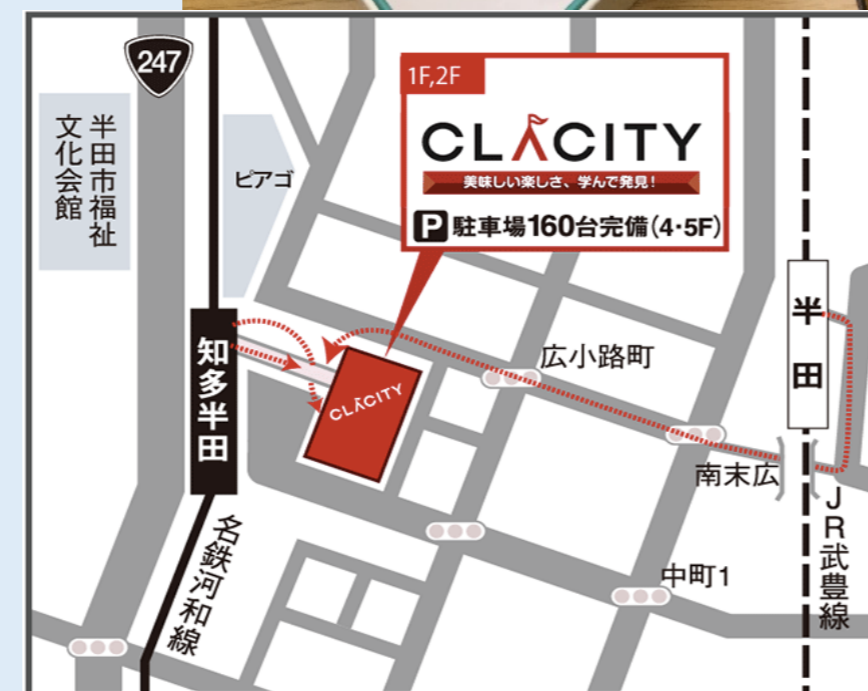 247
半田市福祉
文化会館
ピアゴ
1F,2F
CLACITY
美味しい楽しさ、学んで発見！
P 駐車場160台完備(4・5F)
知多半田
CLACITY
広小路町
半田
南末広
JR武豊線
中町1
名鉄河和線